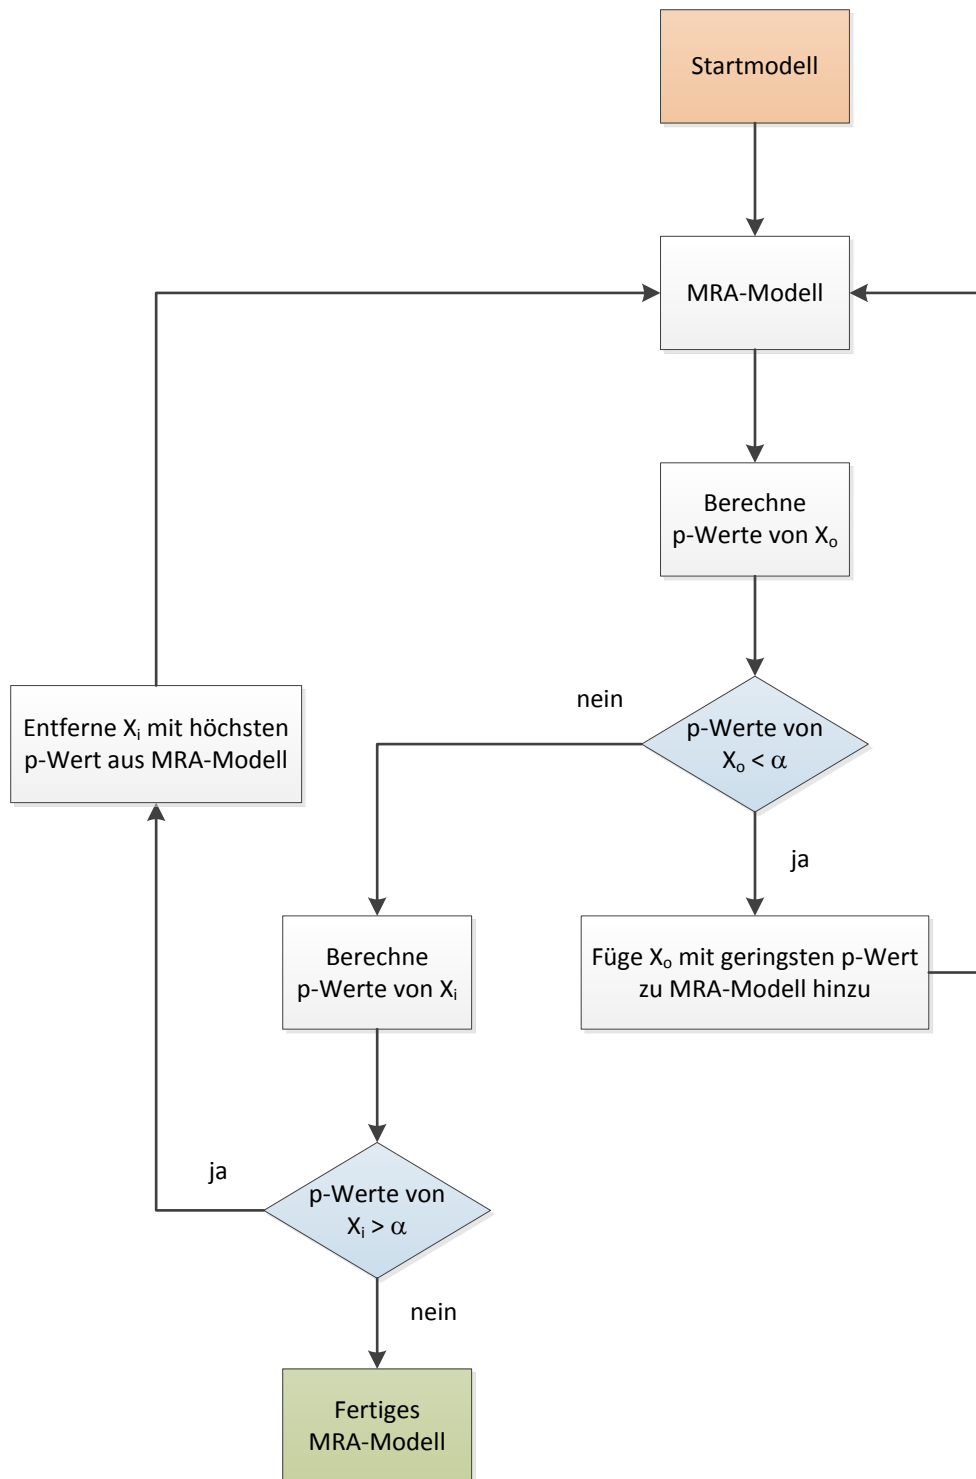 Startmodell
MRA-Modell
Berechne
p-Werte von Xₒ
nein
p-Werte von
Xₒ < α
Entferne Xᵢ mit höchsten
p-Wert aus MRA-Modell
ja
Berechne
p-Werte von Xᵢ
Füge Xₒ mit geringsten p-Wert
zu MRA-Modell hinzu
ja
p-Werte von
Xᵢ > α
nein
Fertiges
MRA-Modell